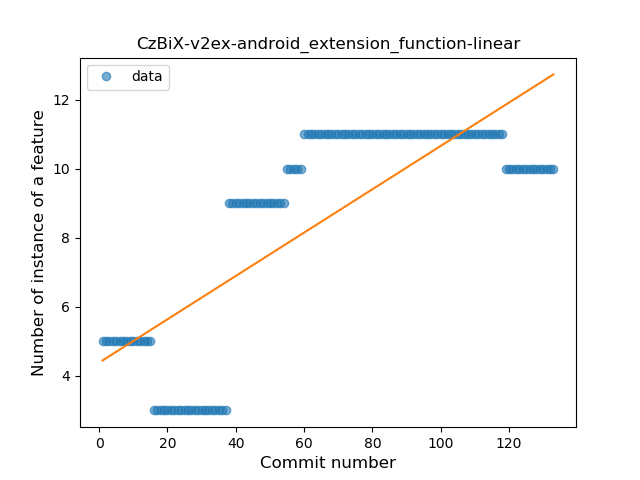 CzBiX-v2ex-android_extension_function-linear
data
Number of instance of a feature
12
10
8
6
4
0 20 40 60 80 100 120
Commit number